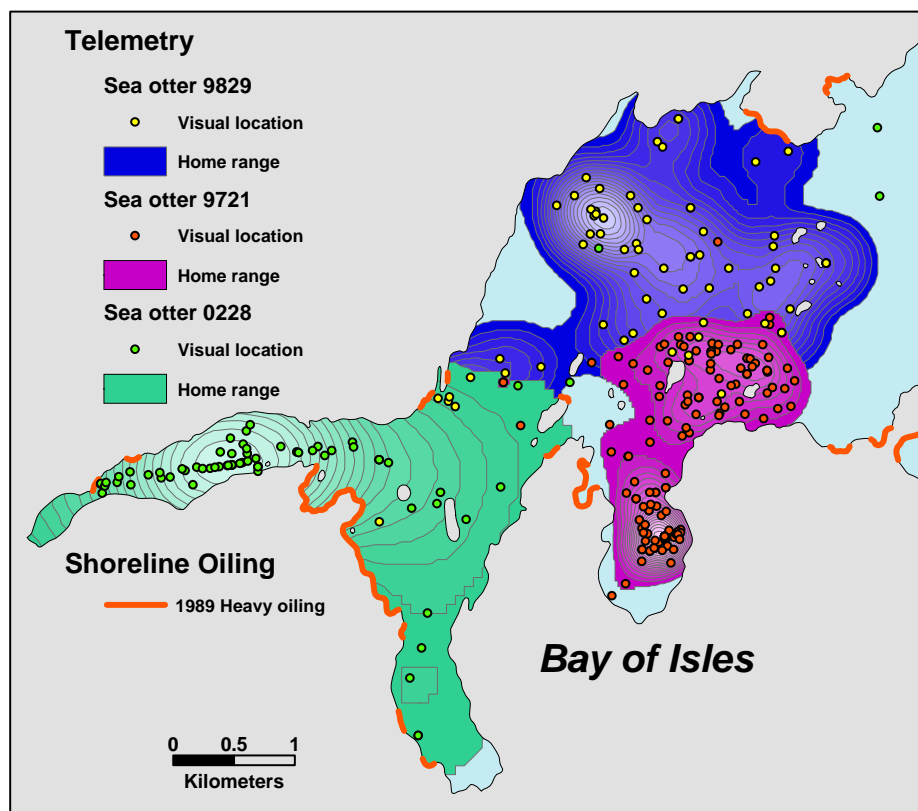 Telemetry
Sea otter 9829
Visual location
Home range
Sea otter 9721
Visual location
Home range
Sea otter 0228
Visual location
Home range
Shoreline Oiling
1989 Heavy oiling
Bay of Isles
0 0.5 1
Kilometers